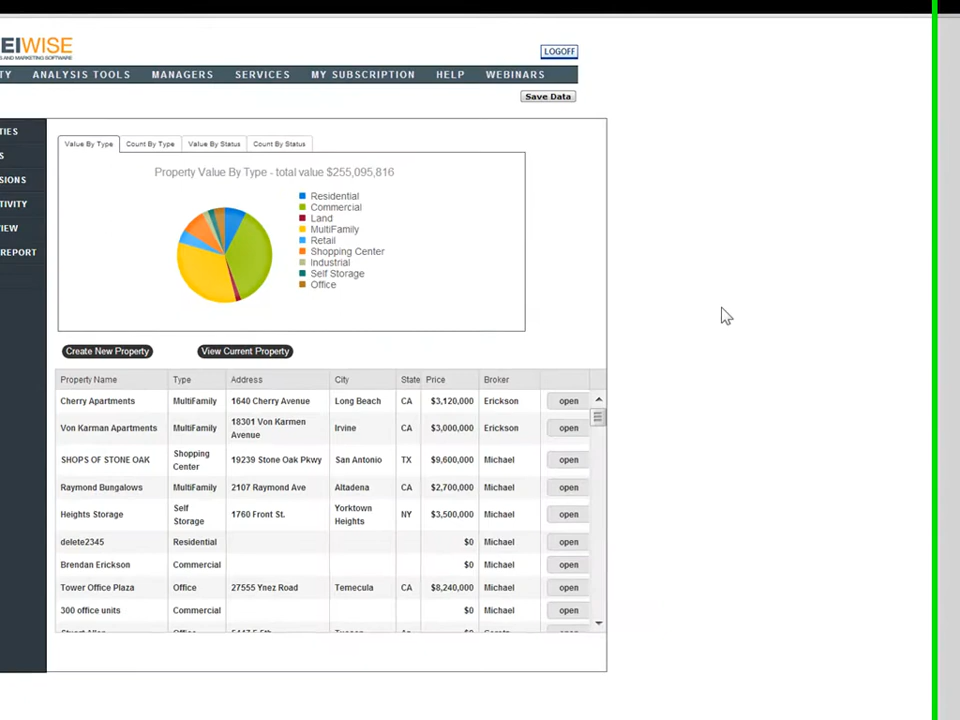 EIWISE
S AND MARKETING SOFTWARE
LOGOFF
TY ANALYSIS TOOLS MANAGERS SERVICES MY SUBSCRIPTION HELP WEBINARS
Save Data
TIES
S
SIONS
TIVITY
IEW
REPORT
Value By Type Count By Type Value By Status Count By Status
Property Value By Type - total value $255,095,816
Residential
Commercial
Land
MultiFamily
Retail
Shopping Center
Industrial
Self Storage
Office
Create New Property View Current Property
Property Name Type Address City State Price Broker
Cherry Apartments MultiFamily 1640 Cherry Avenue Long Beach CA $3,120,000 Erickson open
Von Karman Apartments MultiFamily 18301 Von Karmen Avenue Irvine CA $3,000,000 Erickson open
SHOPS OF STONE OAK Shopping Center 19239 Stone Oak Pkwy San Antonio TX $9,600,000 Michael open
Raymond Bungalows MultiFamily 2107 Raymond Ave Altadena CA $2,700,000 Michael open
Heights Storage Self Storage 1760 Front St. Yorktown Heights NY $3,500,000 Michael open
delete2345 Residential $0 Michael open
Brendan Erickson Commercial $0 Michael open
Tower Office Plaza Office 27555 Ynez Road Temecula CA $8,240,000 Michael open
300 office units Commercial $0 Michael open